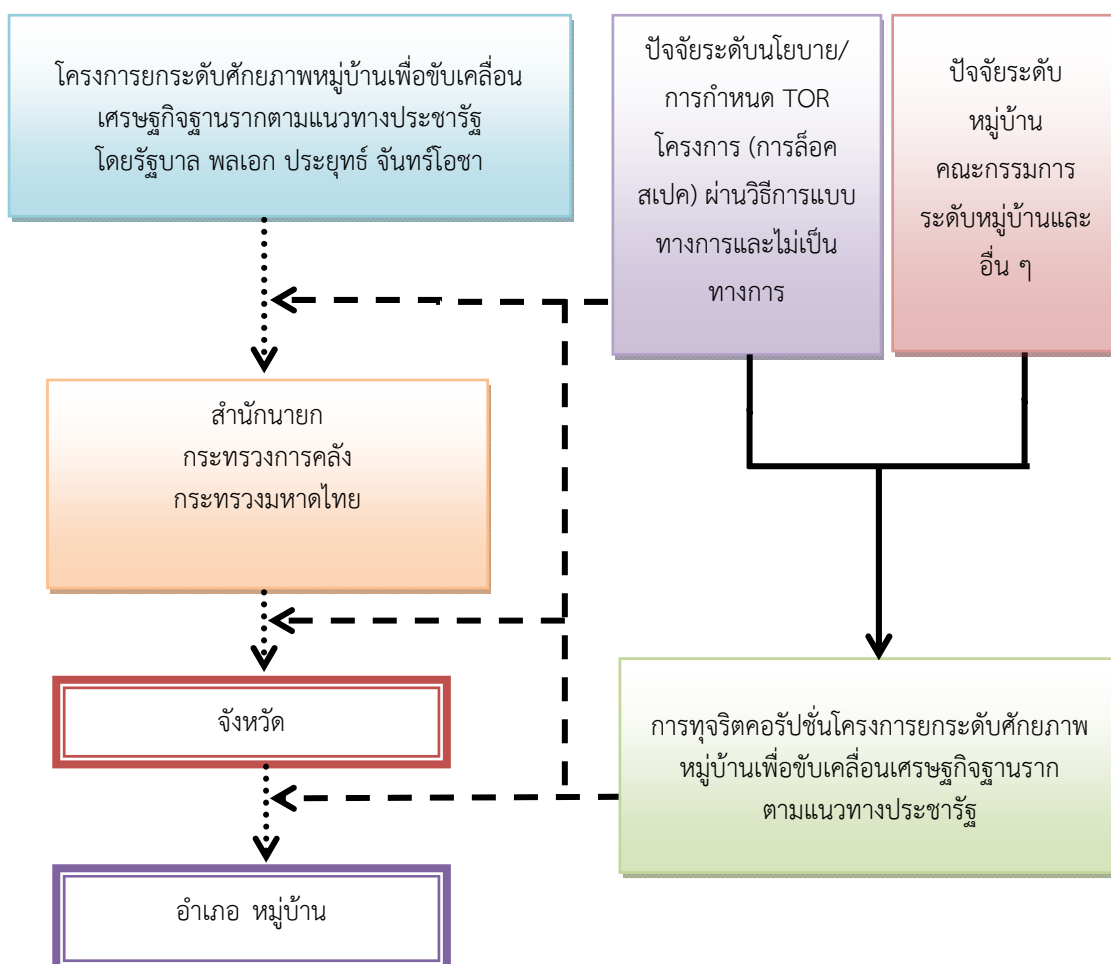 โครงการยกระดับศักยภาพหมู่บ้านเพื่อขับเคลื่อน
เศรษฐกิจฐานรากตามแนวทางประชารัฐ
โดยรัฐบาล พลเอก ประยุทธ์ จันทร์โอชา
ปัจจัยระดับนโยบาย/
การกำหนด TOR
โครงการ (การล็อค
สเปค) ผ่านวิธีการแบบ
ทางการและไม่เป็น
ทางการ
ปัจจัยระดับ
หมู่บ้าน
คณะกรรมการ
ระดับหมู่บ้านและ
อื่น ๆ
สำนักนายก
กระทรวงการคลัง
กระทรวงมหาดไทย
จังหวัด
การทุจริตคอรัปชั่นโครงการยกระดับศักยภาพ
หมู่บ้านเพื่อขับเคลื่อนเศรษฐกิจฐานราก
ตามแนวทางประชารัฐ
อำเภอ หมู่บ้าน